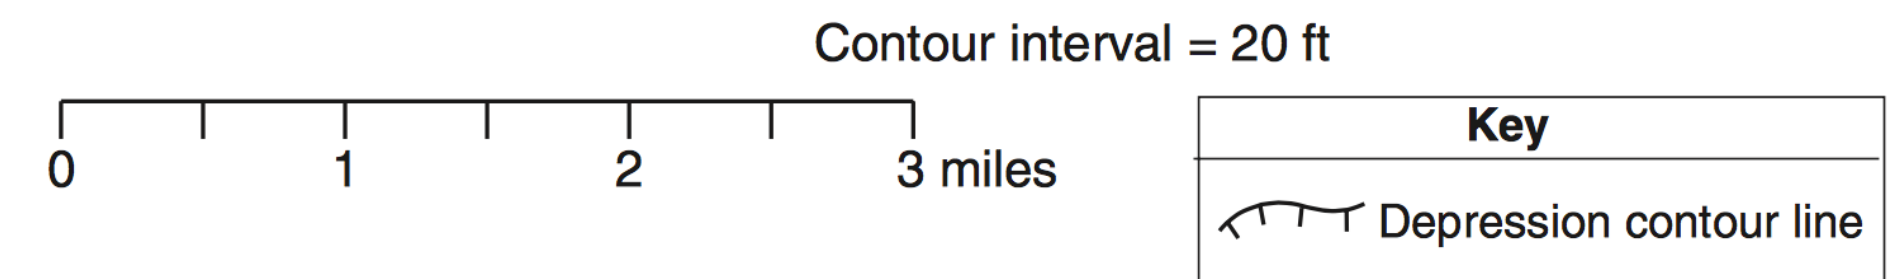 Contour interval = 20 ft
0 1 2 3 miles
Key
Depression contour line